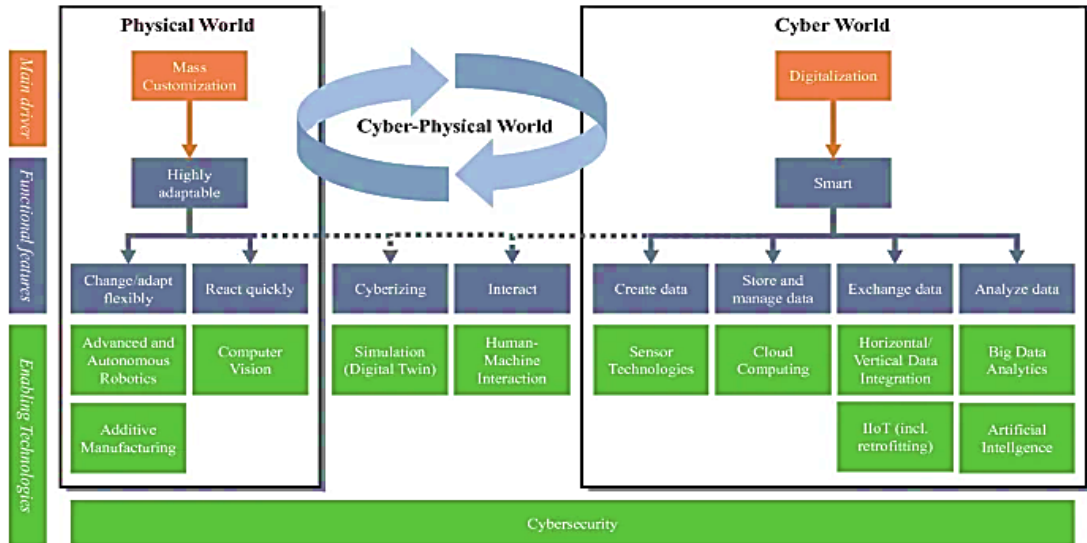 Physical World
Cyber World
Main driver
Mass
Customization
Digitalization
Cyber-Physical World
Functional features
Highly
adaptable
Smart
Change/adapt
flexibly
React quickly
Cyberizing
Interact
Create data
Store and
manage data
Exchange data
Analyze data
Enabling Technologies
Advanced and
Autonomous
Robotics
Computer
Vision
Simulation
(Digital Twin)
Human-
Machine
Interaction
Sensor
Technologies
Cloud
Computing
Horizontal/
Vertical Data
Integration
Big Data
Analytics
Additive
Manufacturing
IIoT (incl.
retrofitting)
Artificial
Intellgence
Cybersecurity